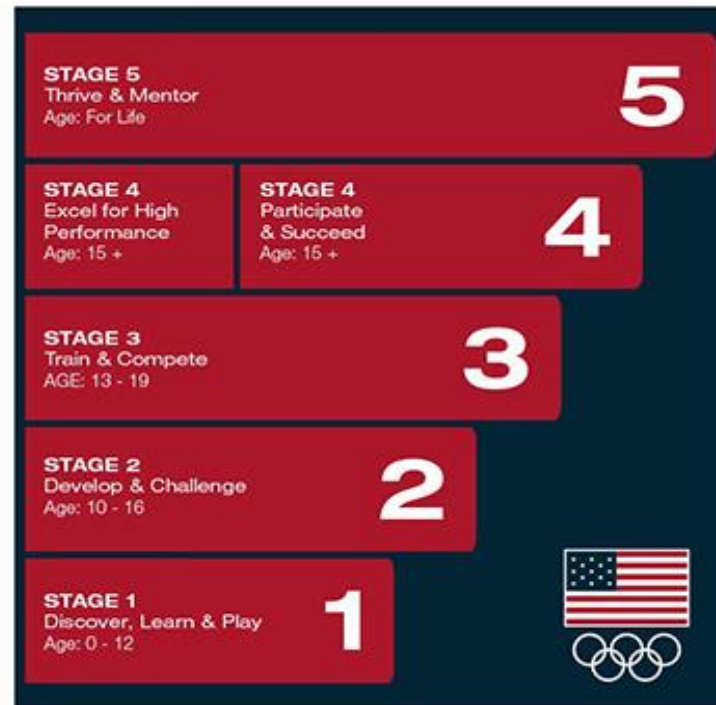 STAGE 5
Thrive & Mentor
Age: For Life
5
STAGE 4
Excel for High
Performance
Age: 15 +
STAGE 4
Participate
& Succeed
Age: 15 +
4
STAGE 3
Train & Compete
AGE: 13 - 19
3
STAGE 2
Develop & Challenge
Age: 10 - 16
2
STAGE 1
Discover, Learn & Play
Age: 0 - 12
1